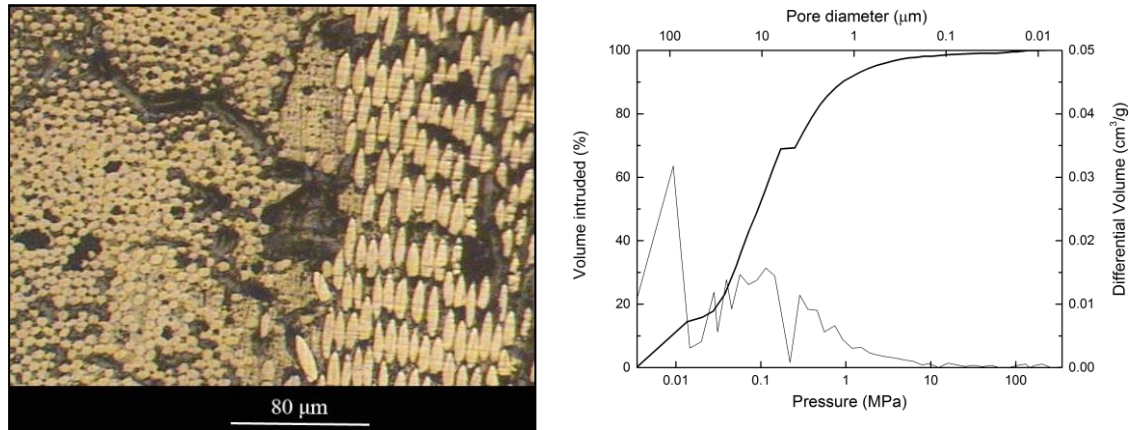 80 μm
Pore diameter (μm)
100 10 1 0.1 0.01
100 0.05
80 0.04
60 0.03
40 0.02
20 0.01
0 0.00
Volume intruded (%)
Differential Volume (cm³/g)
0.01 0.1 1 10 100
Pressure (MPa)